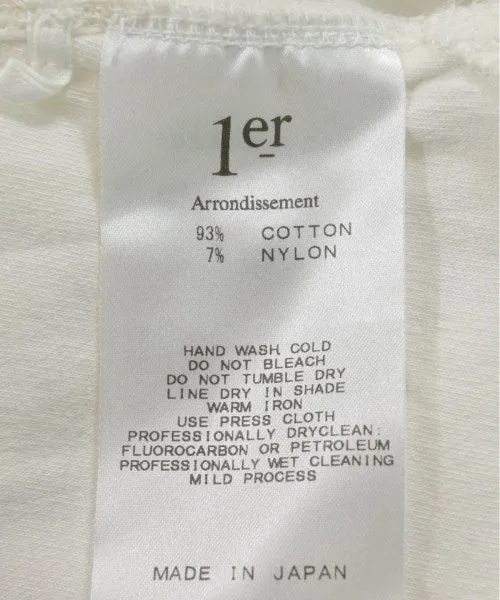 1er
Arrondissement
93% COTTON
7% NYLON
HAND WASH COLD
DO NOT BLEACH
DO NOT TUMBLE DRY
LINE DRY IN SHADE
WARM IRON
USE PRESS CLOTH
PROFESSIONALLY DRYCLEAN:
FLUOROCARBON OR PETROLEUM
PROFESSIONALLY WET CLEANING
MILD PROCESS
MADE IN JAPAN